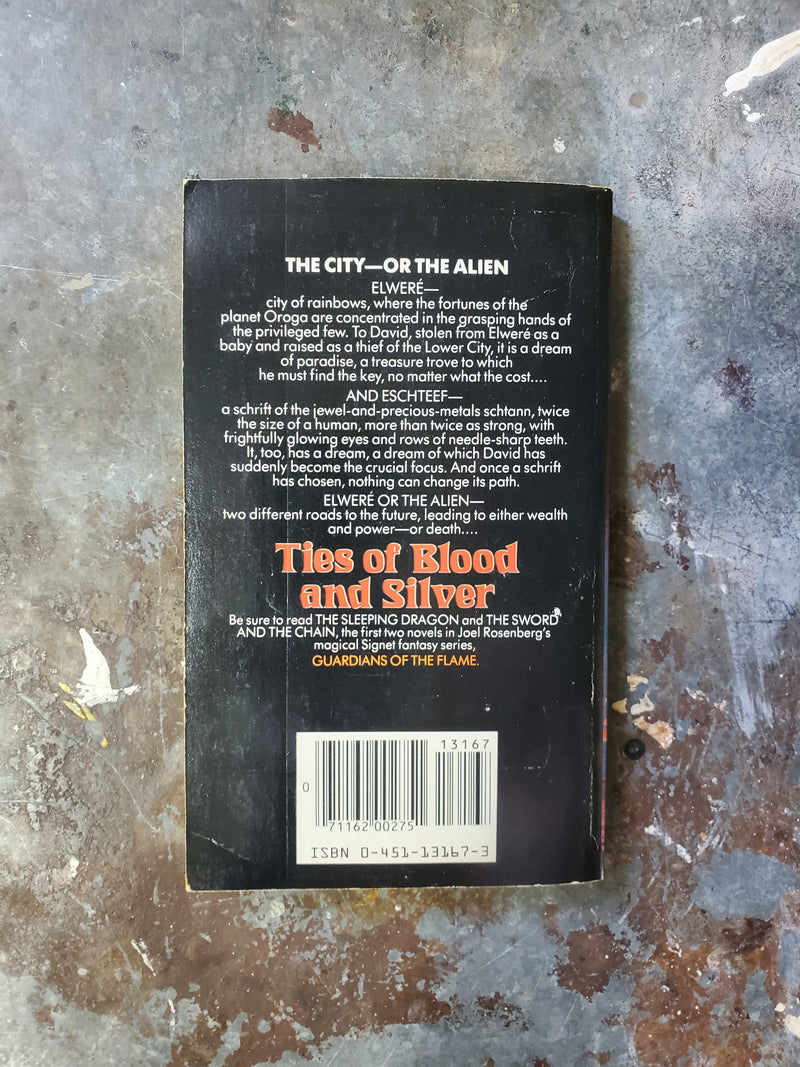 THE CITY—OR THE ALIEN
ELWERÉ—
city of rainbows, where the fortunes of the
planet Oroga are concentrated in the grasping hands of
the privileged few. To David, stolen from Elweré as a
baby and raised as a thief of the Lower City, it is a dream
of paradise, a treasure trove to which
he must find the key, no matter what the cost....
AND ESCHTEEF—
a schrift of the jewel-and-precious-metals schtann, twice
the size of a human, more than twice as strong, with
frightfully glowing eyes and rows of needle-sharp teeth.
It, too, has a dream, a dream of which David has
suddenly become the crucial focus. And once a schrift
has chosen, nothing can change its path.
ELWERÉ OR THE ALIEN—
two different roads to the future, leading to either wealth
and power—or death....
Ties of Blood
and Silver
Be sure to read THE SLEEPING DRAGON and THE SWORD
AND THE CHAIN, the first two novels in Joel Rosenberg's
magical Signet fantasy series,
GUARDIANS OF THE FLAME.
13167
0
71162 00275
ISBN 0-451-13167-3